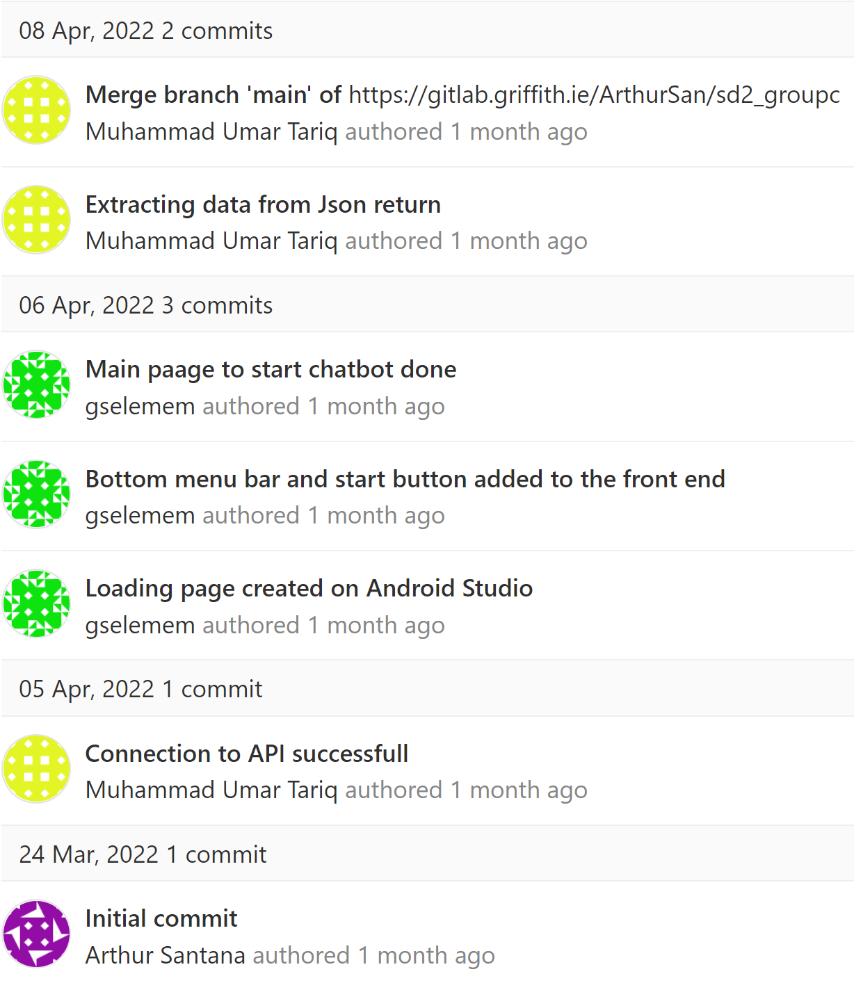 08 Apr, 2022 2 commits
Merge branch 'main' of https://gitlab.griffith.ie/ArthurSan/sd2_groupc
Muhammad Umar Tariq authored 1 month ago
Extracting data from Json return
Muhammad Umar Tariq authored 1 month ago
06 Apr, 2022 3 commits
Main paage to start chatbot done
gselemem authored 1 month ago
Bottom menu bar and start button added to the front end
gselemem authored 1 month ago
Loading page created on Android Studio
gselemem authored 1 month ago
05 Apr, 2022 1 commit
Connection to API successfull
Muhammad Umar Tariq authored 1 month ago
24 Mar, 2022 1 commit
Initial commit
Arthur Santana authored 1 month ago